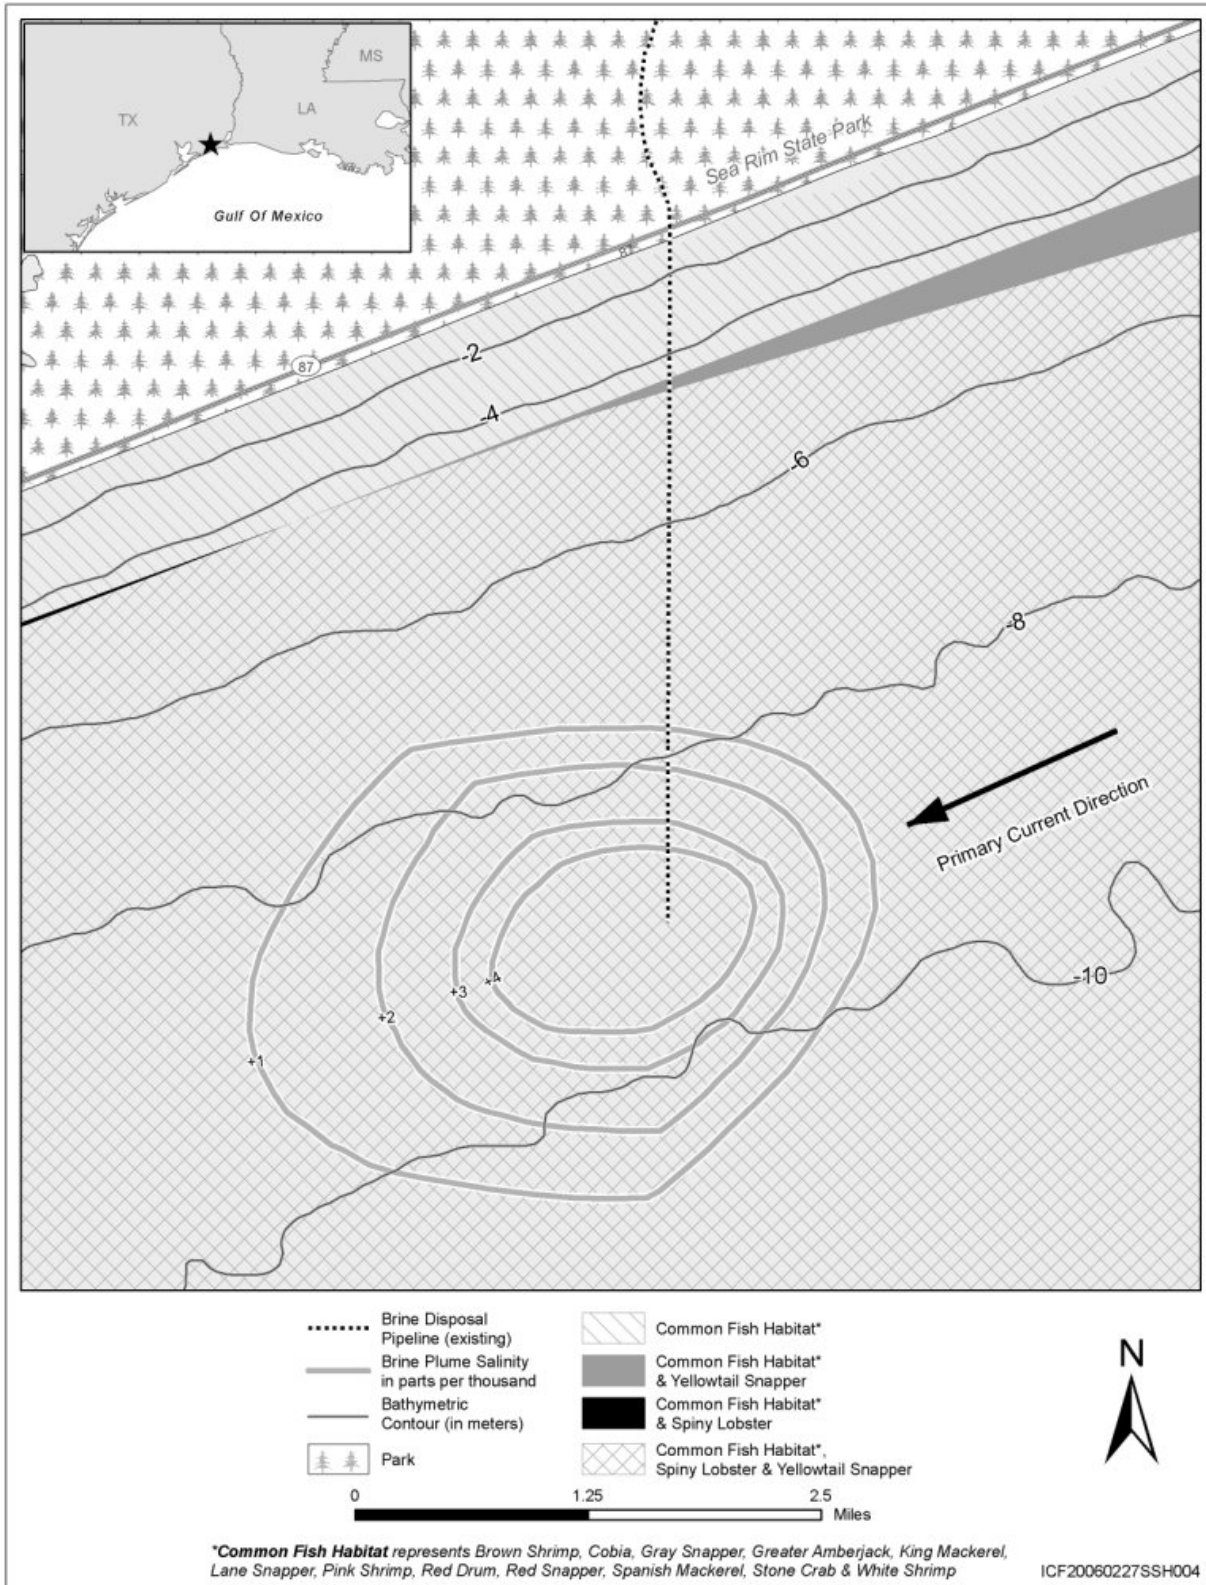 MS
TX
LA
Gulf Of Mexico
Sea Rim State Park
87
87
-2
-4
-6
-8
Primary Current Direction
-10
+4
+3
+2
+1
Brine Disposal
Pipeline (existing)
Brine Plume Salinity
in parts per thousand
Bathymetric
Contour (in meters)
Park
Common Fish Habitat*
Common Fish Habitat*
& Yellowtail Snapper
Common Fish Habitat*
& Spiny Lobster
Common Fish Habitat*,
Spiny Lobster & Yellowtail Snapper
N
0 1.25 2.5
Miles
*Common Fish Habitat represents Brown Shrimp, Cobia, Gray Snapper, Greater Amberjack, King Mackerel,
Lane Snapper, Pink Shrimp, Red Drum, Red Snapper, Spanish Mackerel, Stone Crab & White Shrimp
ICF20060227SSH004